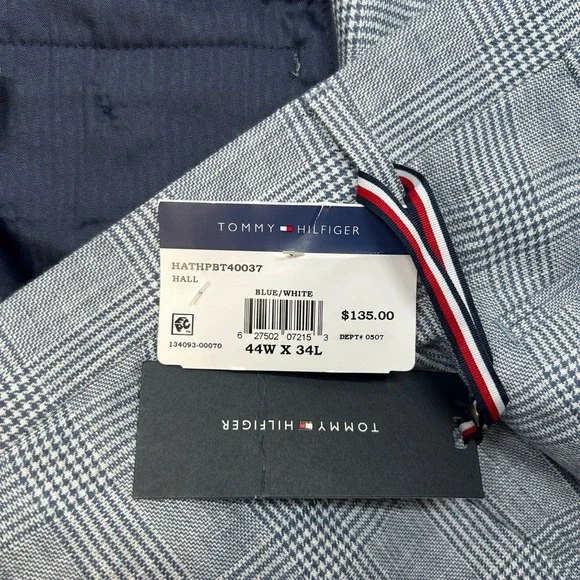 TOMMY HILFIGER
HATHPBT40037
HALL
BLUE/WHITE
$135.00
6 27502 07215 3
DEPT# 0507
134093-00070
44W X 34L
TOMMY HILFIGER